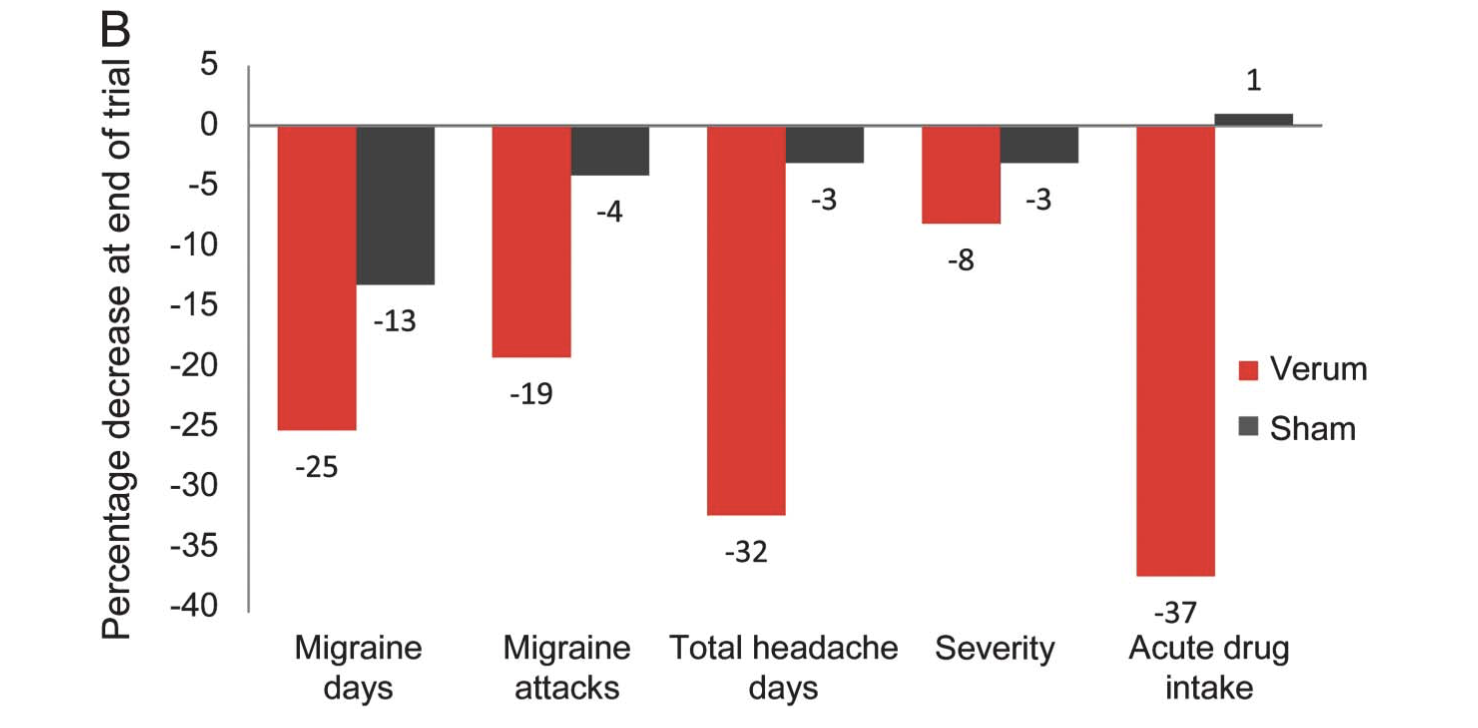 B
Percentage decrease at end of trial
5
0
-5
-10
-15
-20
-25
-30
-35
-40
1
-13
-4
-3
-3
-25
-19
-32
-8
-37
Verum
Sham
Migraine
days
Migraine
attacks
Total headache
days
Severity
Acute drug
intake